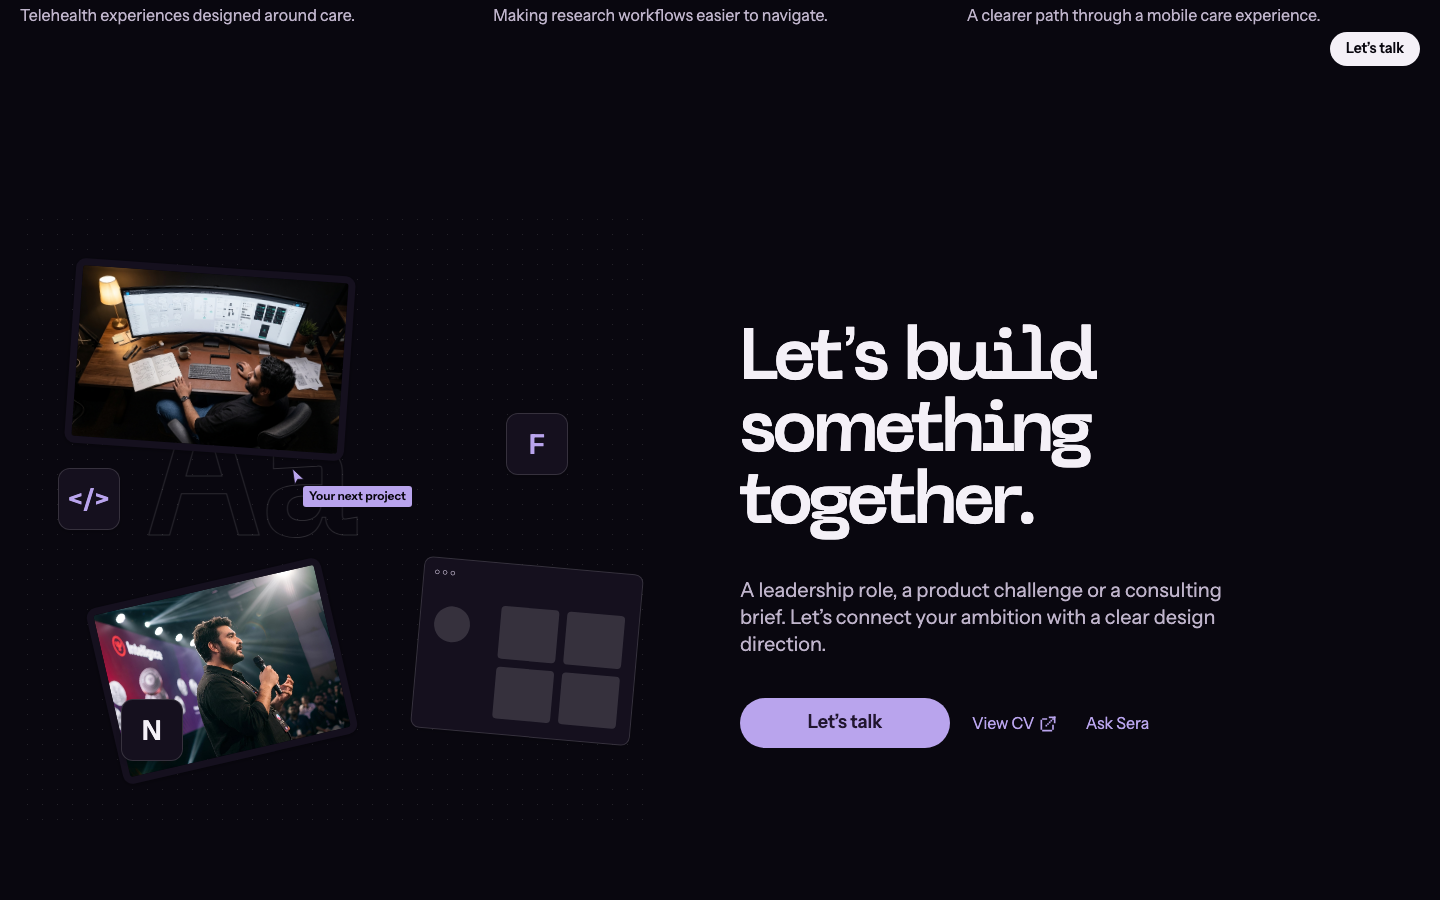 Telehealth experiences designed around care.
Making research workflows easier to navigate.
A clearer path through a mobile care experience.
Let's talk
Aa
F
</>
Your next project
Intelligence
N
Let’s build
something
together.
A leadership role, a product challenge or a consulting
brief. Let’s connect your ambition with a clear design
direction.
Let’s talk
View CV
Ask Sera